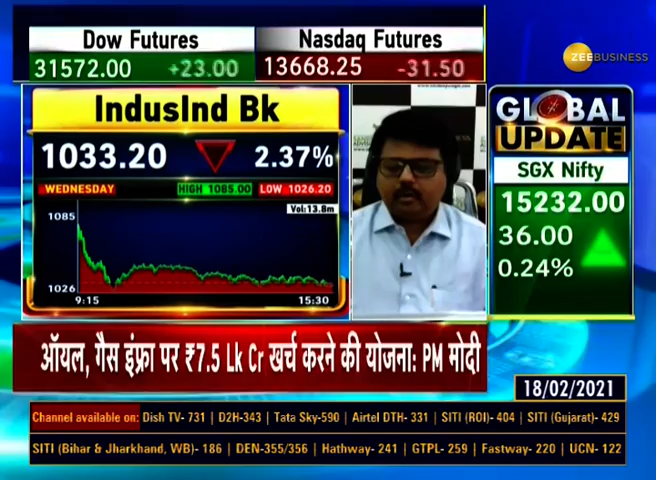 Dow Futures
31572.00 +23.00
Nasdaq Futures
13668.25 -31.50
ZEE BUSINESS
IndusInd Bk
1033.20 2.37%
WEDNESDAY HIGH 1085.00 LOW 1026.20
Vol:13.8m
1085
1026
9:15 15:30
GLOBAL
UPDATE
SGX Nifty
15232.00
36.00
0.24%
ऑयल, गैस इंफ्रा पर ₹7.5 Lk Cr खर्च करने की योजना: PM मोदी
18/02/2021
Channel available on: Dish TV- 731 | D2H-343 | Tata Sky-590 | Airtel DTH- 331 | SITI (ROI)- 404 | SITI (Gujarat)- 429
SITI (Bihar & Jharkhand, WB)- 186 | DEN-355/356 | Hathway- 241 | GTPL- 259 | Fastway- 220 | UCN- 122